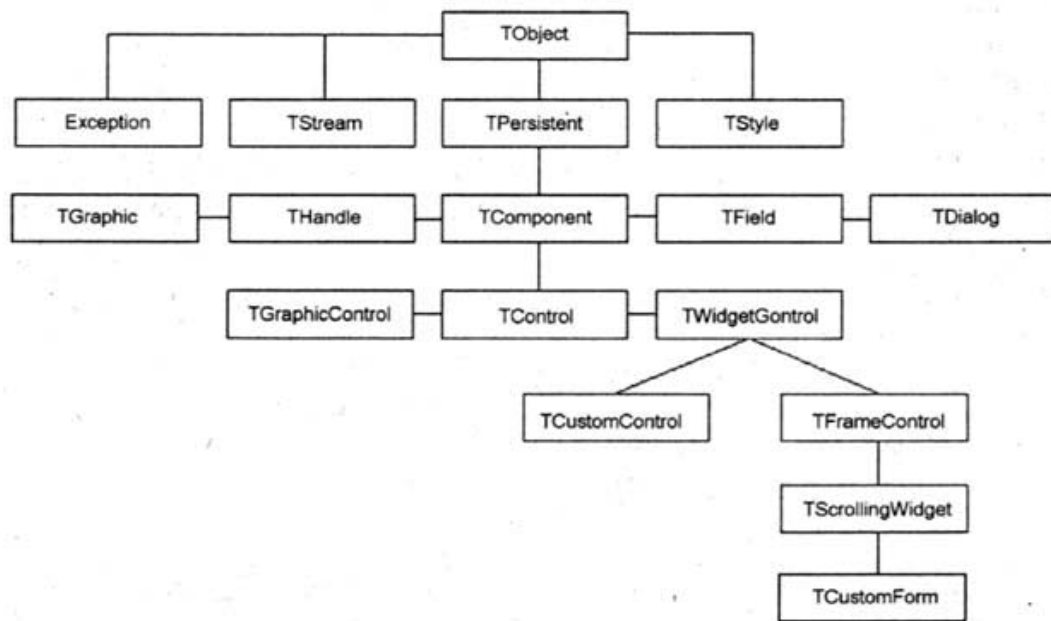 TObject
Exception
TStream
TPersistent
TStyle
TGraphic
THandle
TComponent
TField
TDialog
TGraphicControl
TControl
TWidgetGontrol
TCustomControl
TFrameControl
TScrollingWidget
TCustomForm